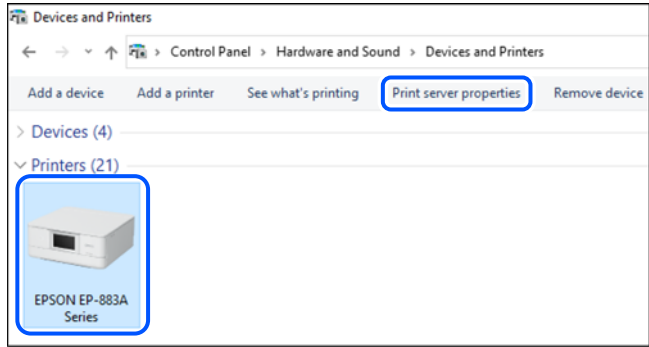 Devices and Printers
Control Panel > Hardware and Sound > Devices and Printers
Add a device Add a printer See what's printing Print server properties Remove device
Devices (4)
Printers (21)
EPSON EP-883A
Series